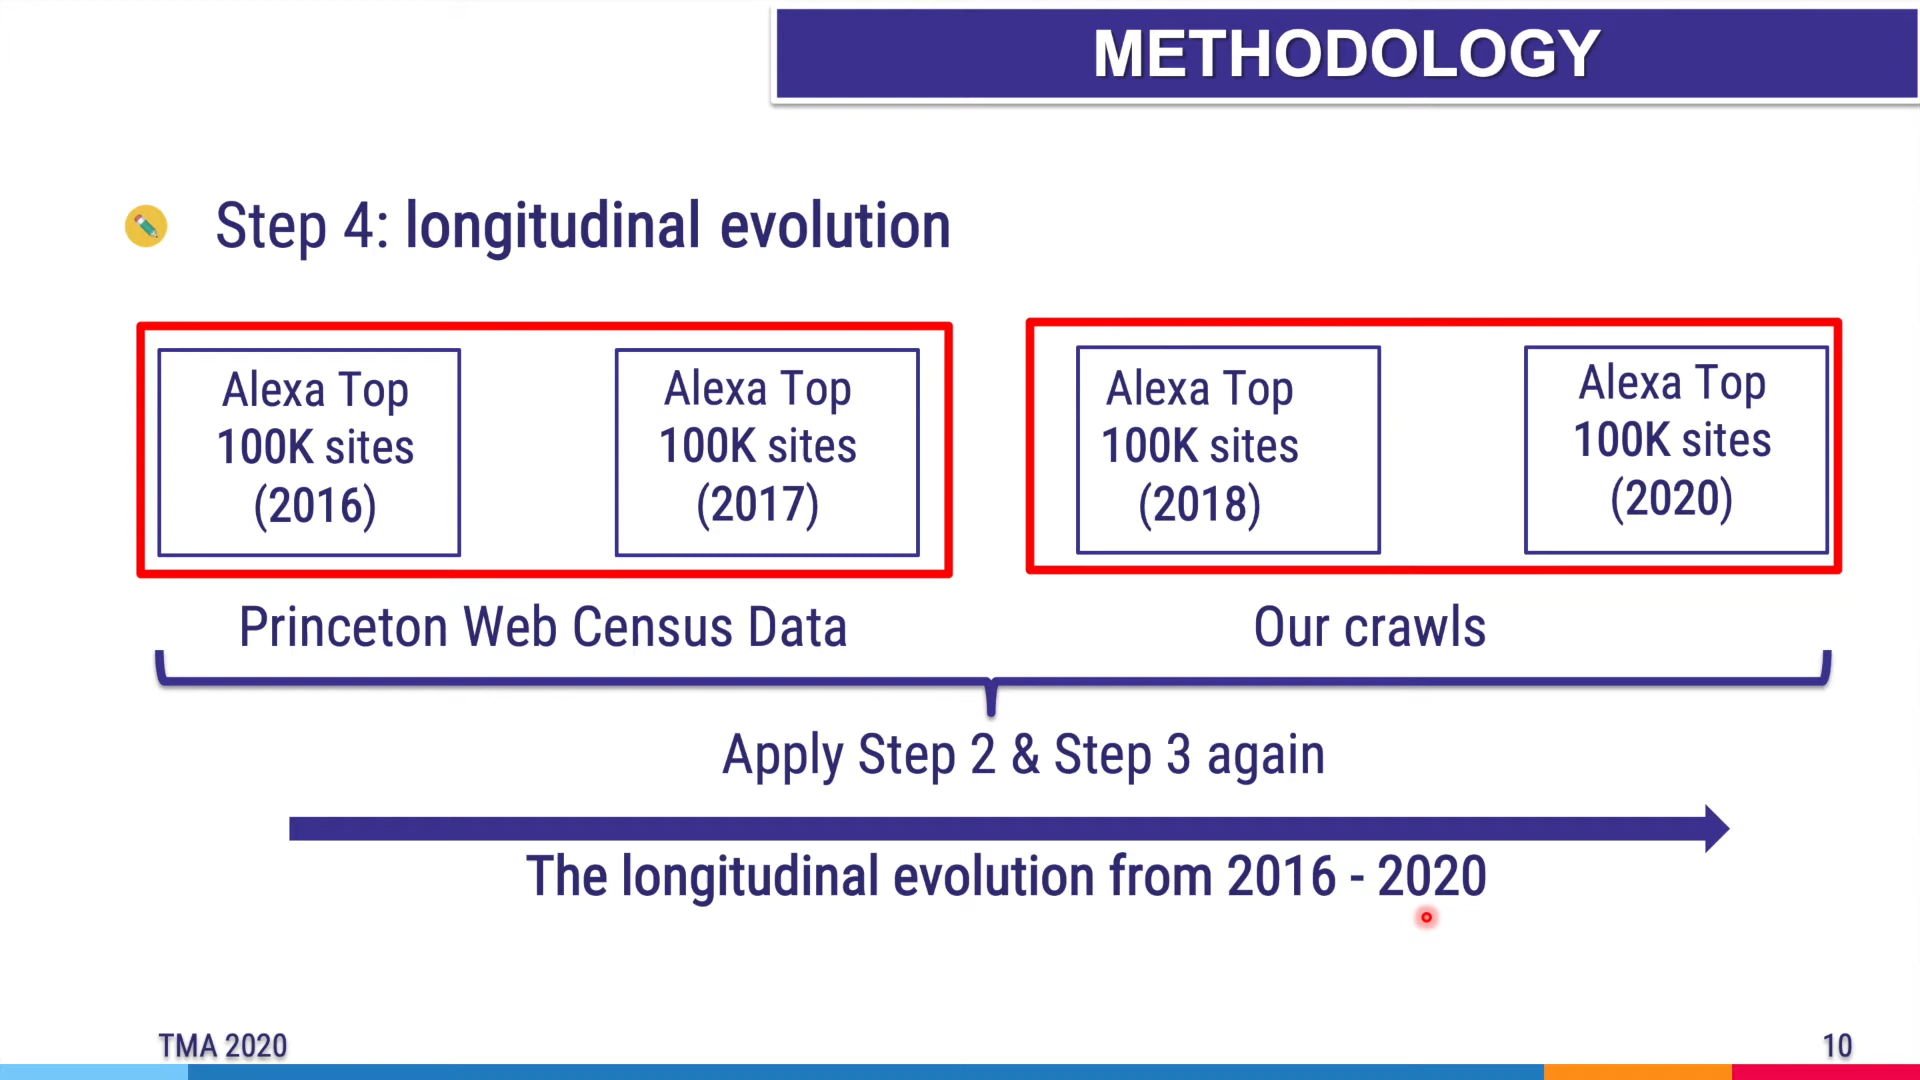 METHODOLOGY
Step 4: longitudinal evolution
Alexa Top
100K sites
(2016)
Alexa Top
100K sites
(2017)
Alexa Top
100K sites
(2018)
Alexa Top
100K sites
(2020)
Princeton Web Census Data
Our crawls
Apply Step 2 & Step 3 again
The longitudinal evolution from 2016 - 2020
TMA 2020
10